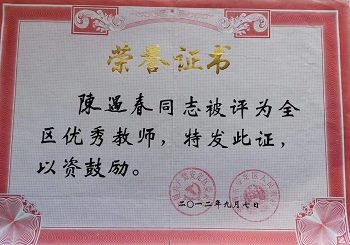 荣誉证书
陳遇春同志被评为全
区优秀教师，特发此证，
以资鼓励。
二〇一二年九月七日